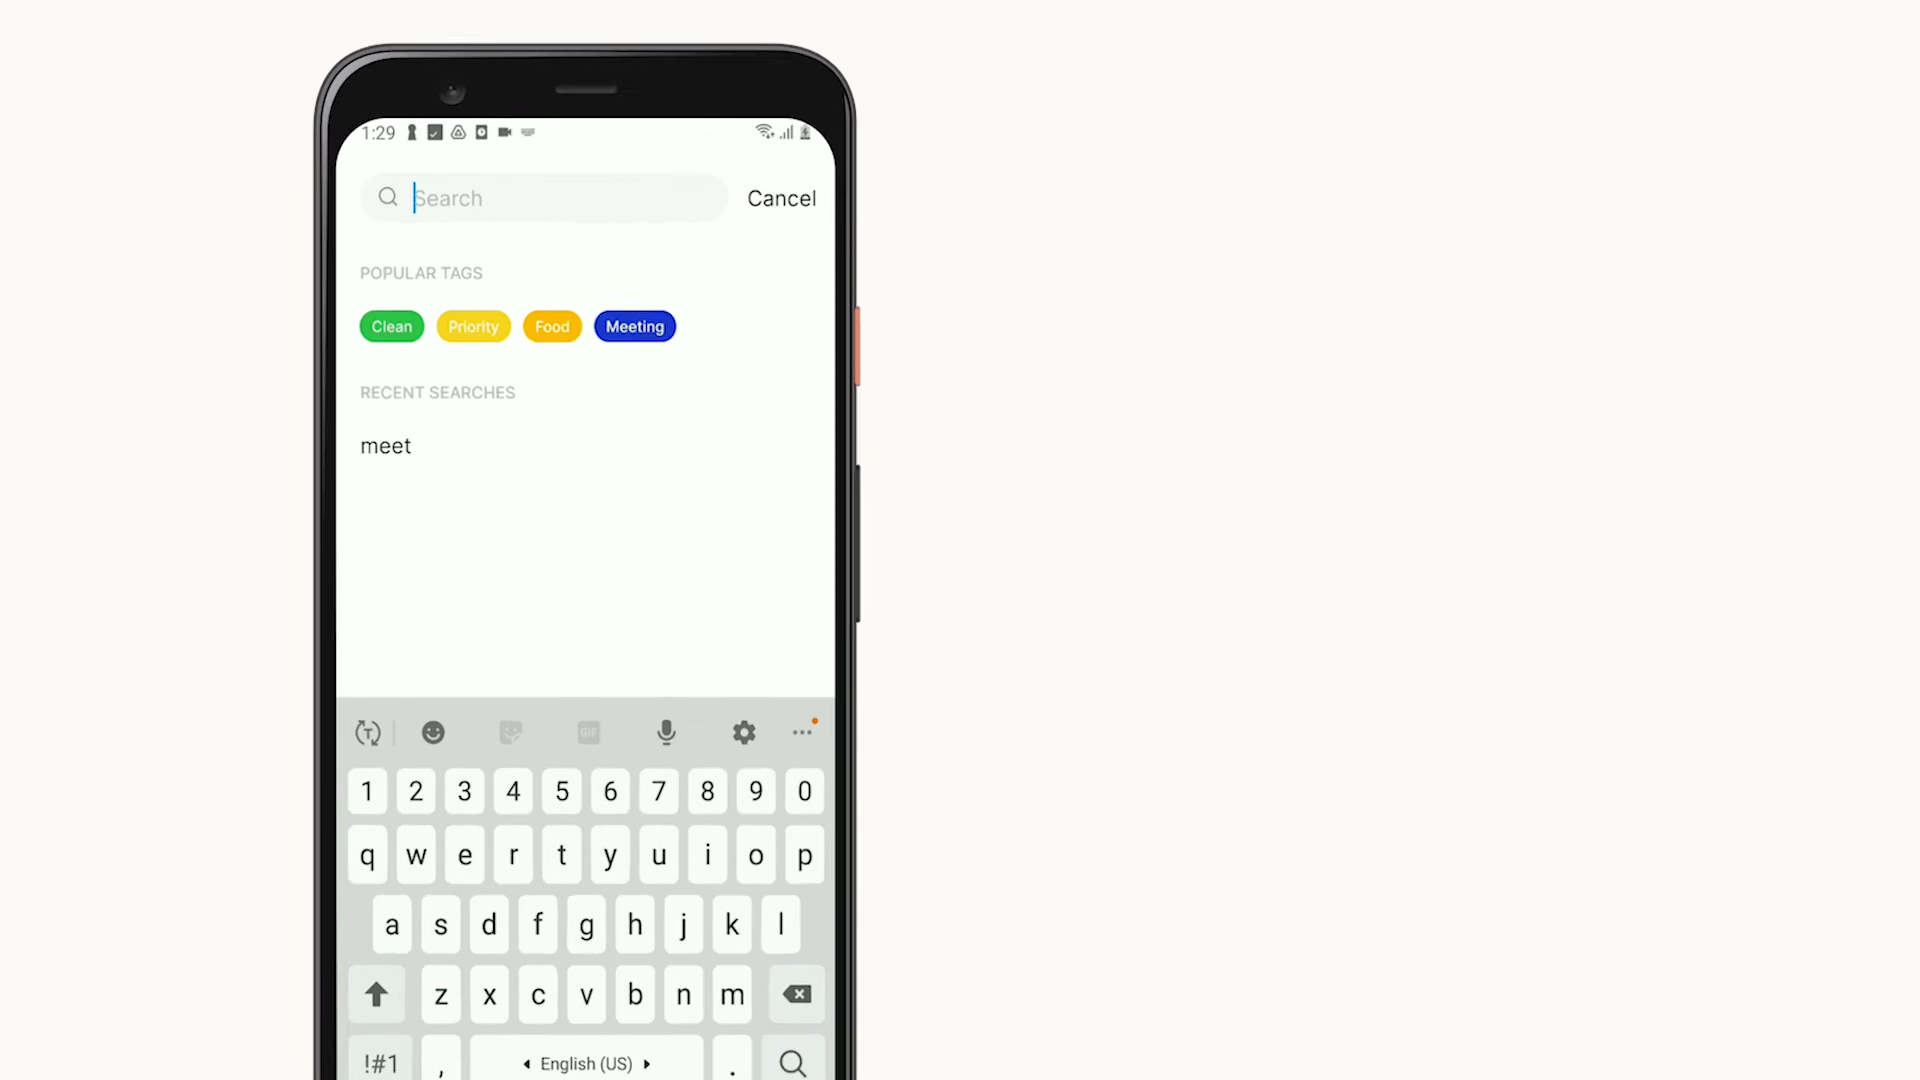 1:29
Search Cancel
POPULAR TAGS
Clean Priority Food Meeting
RECENT SEARCHES
meet
T GIF
1 2 3 4 5 6 7 8 9 0
q w e r t y u i o p
a s d f g h j k l
z x c v b n m
!#1 , English (US) .